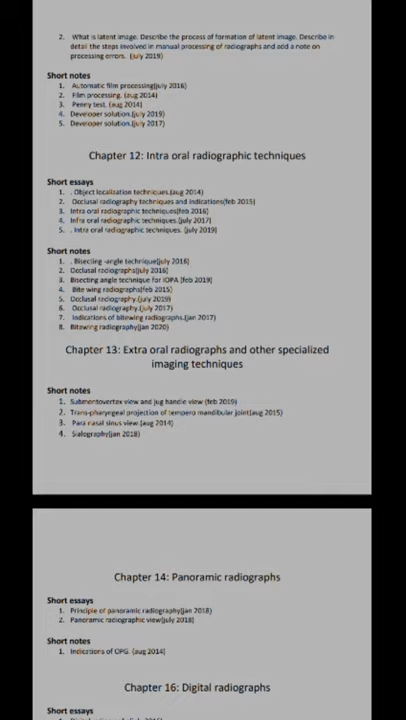 2. What is latent image. Describe the process of formation of latent image. Describe in
detail the steps involved in manual processing of radiographs and add a note on
processing errors. (july 2019)
Short notes
1. Automatic film processing(july 2016)
2. Film processing. (aug 2014)
3. Penny test. (aug 2014)
4. Developer solution.(july 2019)
5. Developer solution.(july 2017)
Chapter 12: Intra oral radiographic techniques
Short essays
1. . Object localization techniques.(aug 2014)
2. Occlusal radiography techniques and indications(feb 2015)
3. Intra oral radiographic techniques(feb 2016)
4. Intra oral radiographic techniques.(july 2017)
5. . Intra oral radiographic techniques. (july 2019)
Short notes
1. . Bisecting -angle technique(july 2016)
2. Occlusal radiographs(july 2016)
3. Bisecting angle technique for IOPA (feb 2019)
4. Bite wing radiographs(feb 2015)
5. Occlusal radiography.(july 2019)
6. Occlusal radiography.(july 2017)
7. Indications of bitewing radiographs.(jan 2017)
8. Bitewing radiography(jan 2020)
Chapter 13: Extra oral radiographs and other specialized
imaging techniques
Short notes
1. Submentovertex view and jug handle view (feb 2019)
2. Trans-pharyngeal projection of tempero mandibular joint(aug 2015)
3. Para nasal sinus view.(aug 2014)
4. Sialography(jan 2018)
Chapter 14: Panoramic radiographs
Short essays
1. Principle of panoramic radiography(jan 2018)
2. Panoramic radiographic view(july 2018)
Short notes
1. Indications of OPG. (aug 2014)
Chapter 16: Digital radiographs
Short essays